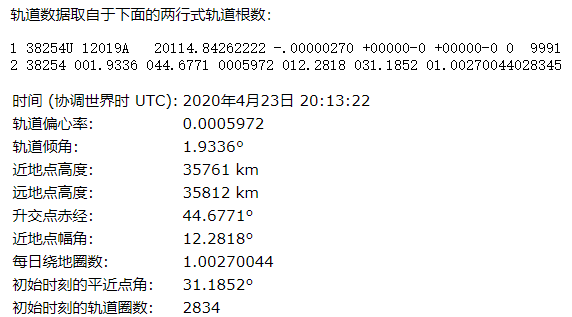 轨道数据取自于下面的两行式轨道根数:
1 38254U 12019A   20114.84262222 -.00000270 +00000-0 +00000-0 0  9991
2 38254 001.9336 044.6771 0005972 012.2818 031.1852 01.00270044028345
时间 (协调世界时 UTC): 2020年4月23日 20:13:22
轨道偏心率: 0.0005972
轨道倾角: 1.9336°
近地点高度: 35761 km
远地点高度: 35812 km
升交点赤经: 44.6771°
近地点幅角: 12.2818°
每日绕地圈数: 1.00270044
初始时刻的平近点角: 31.1852°
初始时刻的轨道圈数: 2834